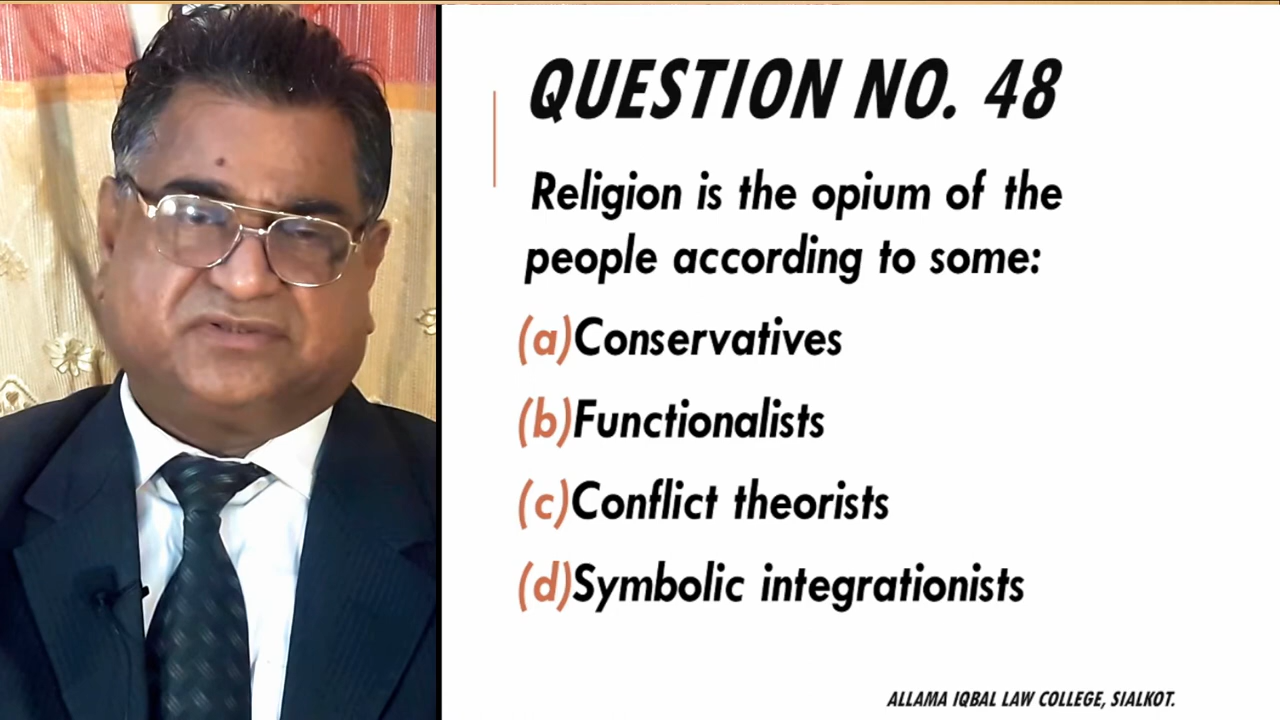 QUESTION NO. 48
Religion is the opium of the
people according to some:
(a)Conservatives
(b)Functionalists
(c)Conflict theorists
(d)Symbolic integrationists
ALLAMA IQBAL LAW COLLEGE, SIALKOT.